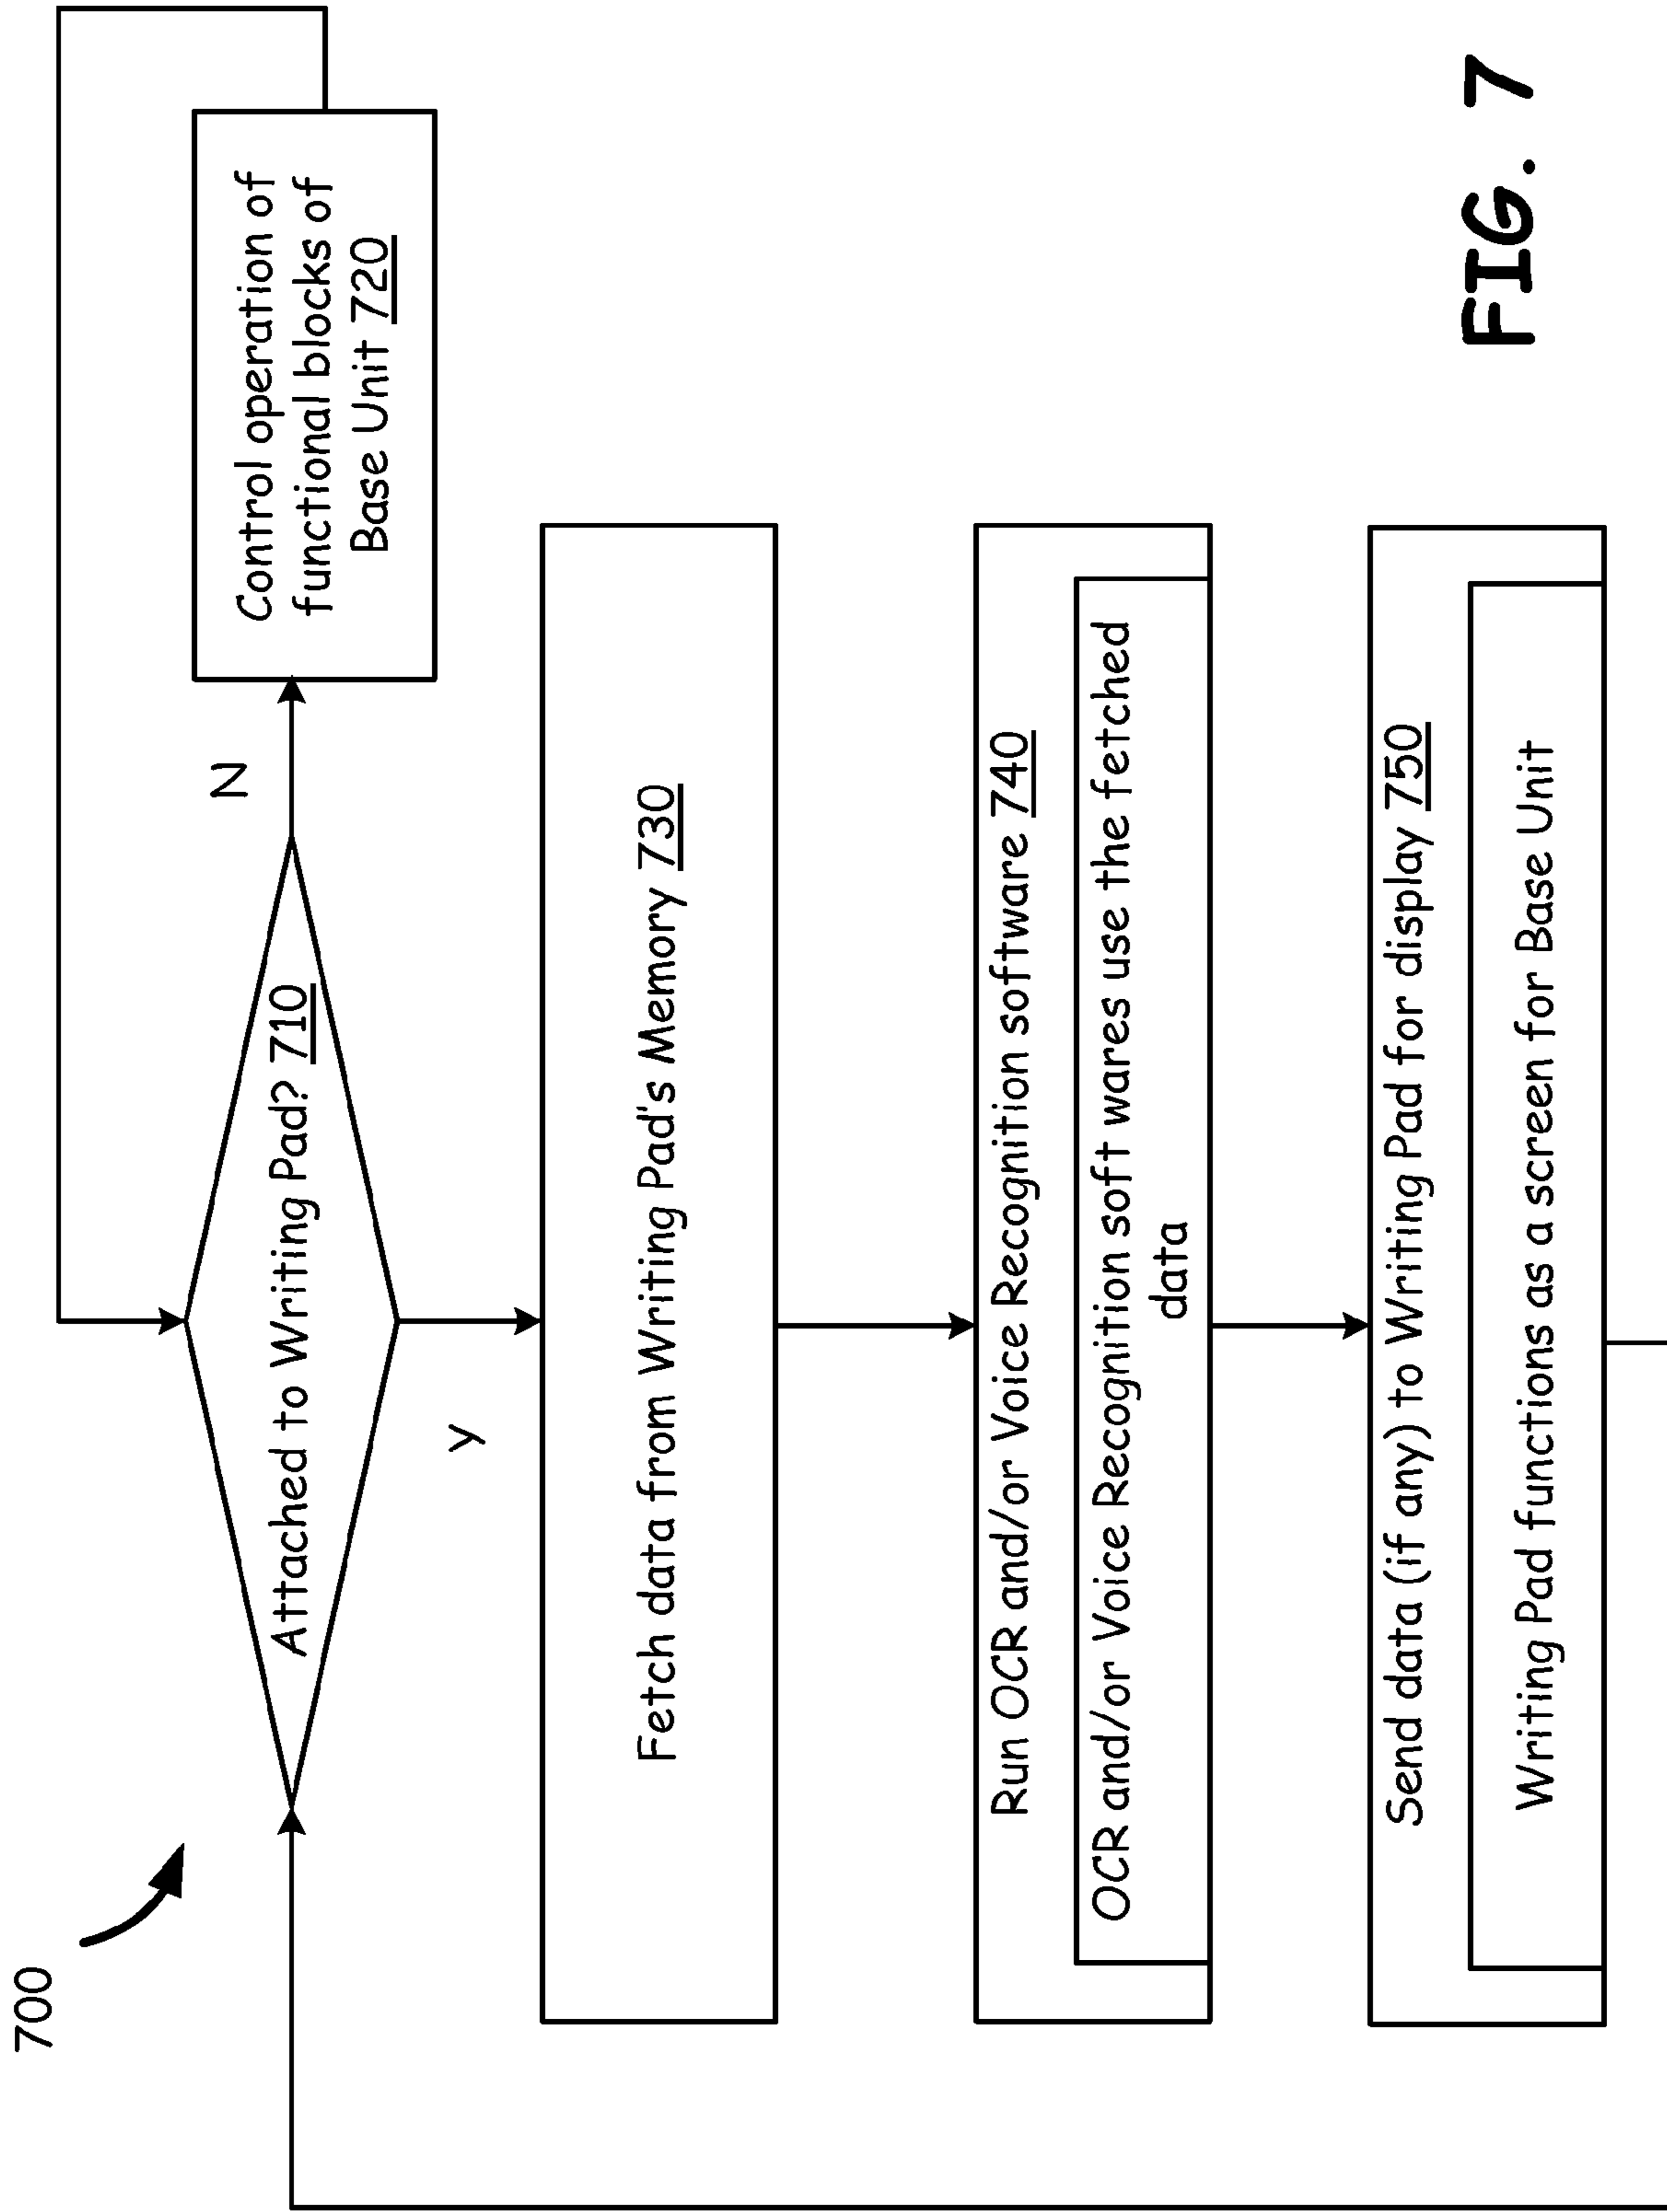 700
Attached to Writing Pad? 710
N
Control operation of
functional blocks of
Base Unit 720
y
Fetch data from Writing Pad's Memory 730
Run OCR and/or Voice Recognition software 740
OCR and/or Voice Recognition soft wares use the fetched
data
Send data (if any) to Writing Pad for display 750
Writing Pad functions as a screen for Base Unit
FIG. 7